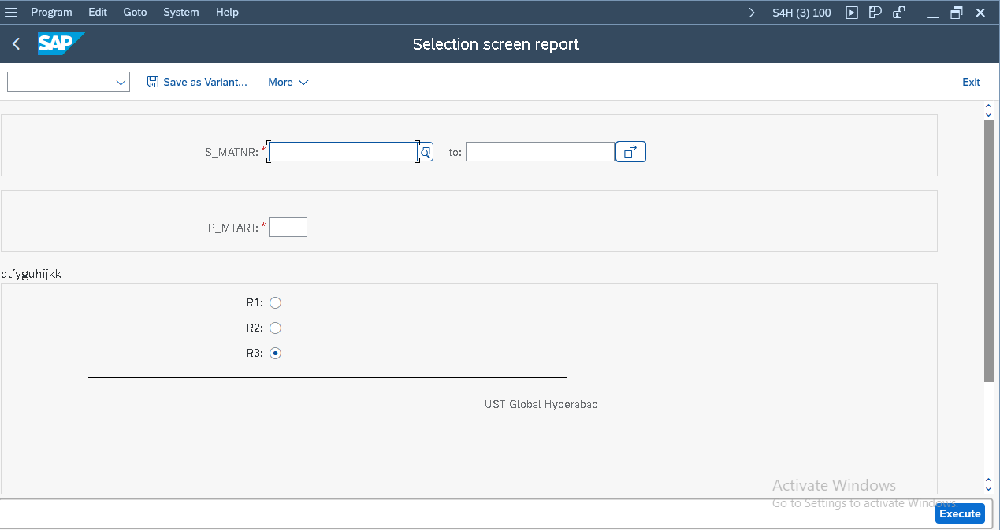 Program Edit Goto System Help S4H (3) 100
SAP Selection screen report
Save as Variant... More Exit
S_MATNR: * to:
P_MTART: *
dtfyguhijkk
R1:
R2:
R3:
UST Global Hyderabad
Activate Windows
Go to Settings to activate Windows.
Execute